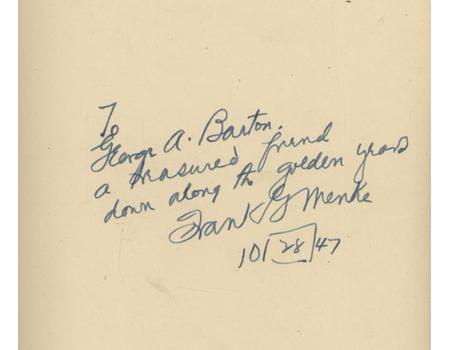 To
George A. Barton.
a treasured friend
down along the golden years
Frank G Menke
10/28/47